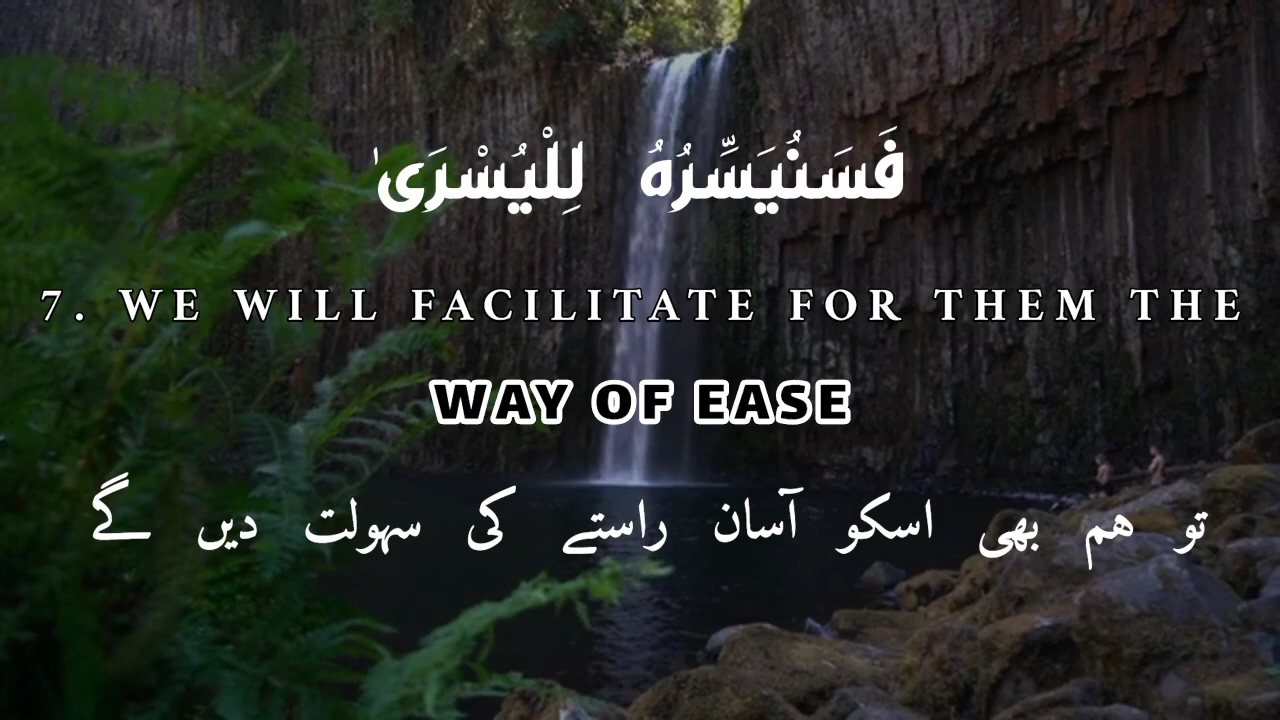 فَسَنُيَسِّرُهُ لِلْيُسْرَىٰ
7. WE WILL FACILITATE FOR THEM THE
WAY OF EASE
تو هم بھی اسکو آسان راستے کی سہولت دیں گے